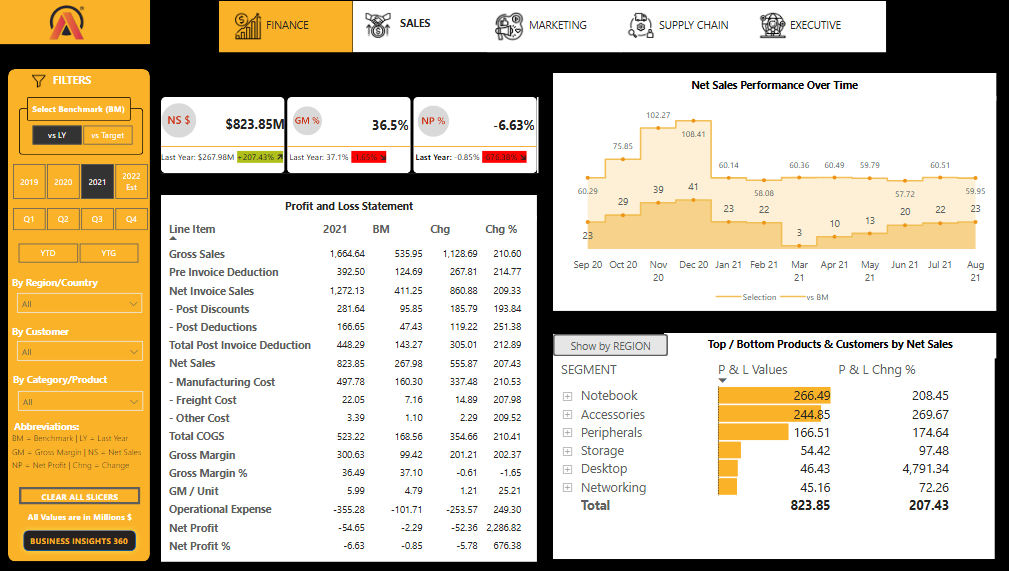 FINANCE
SALES
MARKETING
SUPPLY CHAIN
EXECUTIVE
FILTERS
Select Benchmark (BM)
vs LY vs Target
2019 2020 2021 2022 Est
Q1 Q2 Q3 Q4
YTD YTG
By Region/Country
All
By Customer
All
By Category/Product
All
Abbreviations:
BM = Benchmark | LY = Last Year
GM = Gross Margin | NS = Net Sales
NP = Net Profit | Chng = Change
CLEAR ALL SLICERS
All Values are in Millions $
BUSINESS INSIGHTS 360
NS $ $823.85M
Last Year: $267.98M +207.43%
GM % 36.5%
Last Year: 37.1% -1.65%
NP % -6.63%
Last Year: -0.85%
Profit and Loss Statement
Line Item 2021 BM Chg Chg %
Gross Sales 1,664.64 535.95 1,128.69 210.60
Pre Invoice Deduction 392.50 124.69 267.81 214.77
Net Invoice Sales 1,272.13 411.25 860.88 209.33
- Post Discounts 281.64 95.85 185.79 193.84
- Post Deductions 166.65 47.43 119.22 251.38
Total Post Invoice Deduction 448.29 143.27 305.01 212.89
Net Sales 823.85 267.98 555.87 207.43
- Manufacturing Cost 497.78 160.30 337.48 210.53
- Freight Cost 22.05 7.16 14.89 207.98
- Other Cost 3.39 1.10 2.29 209.52
Total COGS 523.22 168.56 354.66 210.41
Gross Margin 300.63 99.42 201.21 202.37
Gross Margin % 36.49 37.10 -0.61 -1.65
GM / Unit 5.99 4.79 1.21 25.21
Operational Expense -355.28 -101.71 -253.57 249.30
Net Profit -54.65 -2.29 -52.36 2,286.82
Net Profit % -6.63 -0.85 -5.78 676.38
Net Sales Performance Over Time
60.29 75.85 102.27 108.41 60.14 58.08 60.36 60.49 59.79 57.72 60.51 59.95
23 29 39 41 23 22 3 10 13 20 22 23
Sep 20 Oct 20 Nov 20 Dec 20 Jan 21 Feb 21 Mar 21 Apr 21 May 21 Jun 21 Jul 21 Aug 21
Selection vs BM
Show by REGION
Top / Bottom Products & Customers by Net Sales
SEGMENT P & L Values P & L Chng %
Notebook 266.49 208.45
Accessories 244.85 269.67
Peripherals 166.51 174.64
Storage 54.42 97.48
Desktop 46.43 4,791.34
Networking 45.16 72.26
Total 823.85 207.43